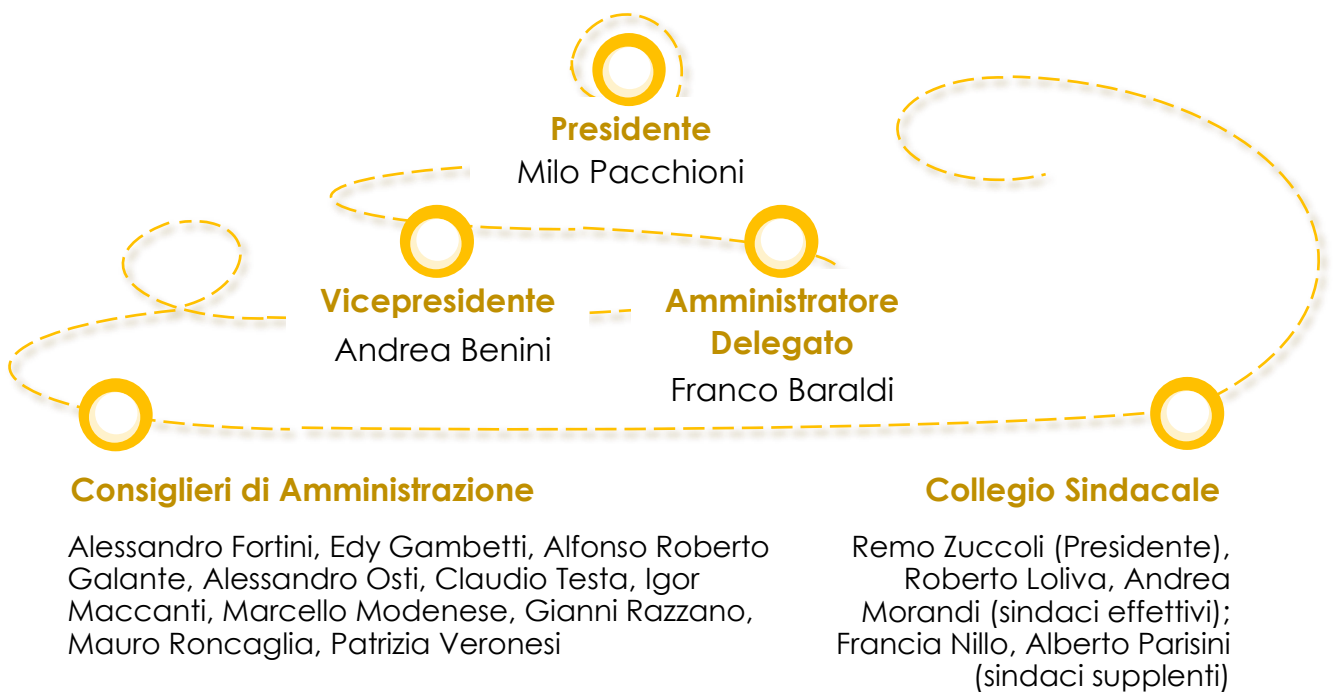 Presidente
Milo Pacchioni
Vicepresidente
Andrea Benini
Amministratore
Delegato
Franco Baraldi
Consiglieri di Amministrazione
Alessandro Fortini, Edy Gambetti, Alfonso Roberto
Galante, Alessandro Osti, Claudio Testa, Igor
Maccanti, Marcello Modenese, Gianni Razzano,
Mauro Roncaglia, Patrizia Veronesi
Collegio Sindacale
Remo Zuccoli (Presidente),
Roberto Loliva, Andrea
Morandi (sindaci effettivi);
Francia Nillo, Alberto Parisini
(sindaci supplenti)